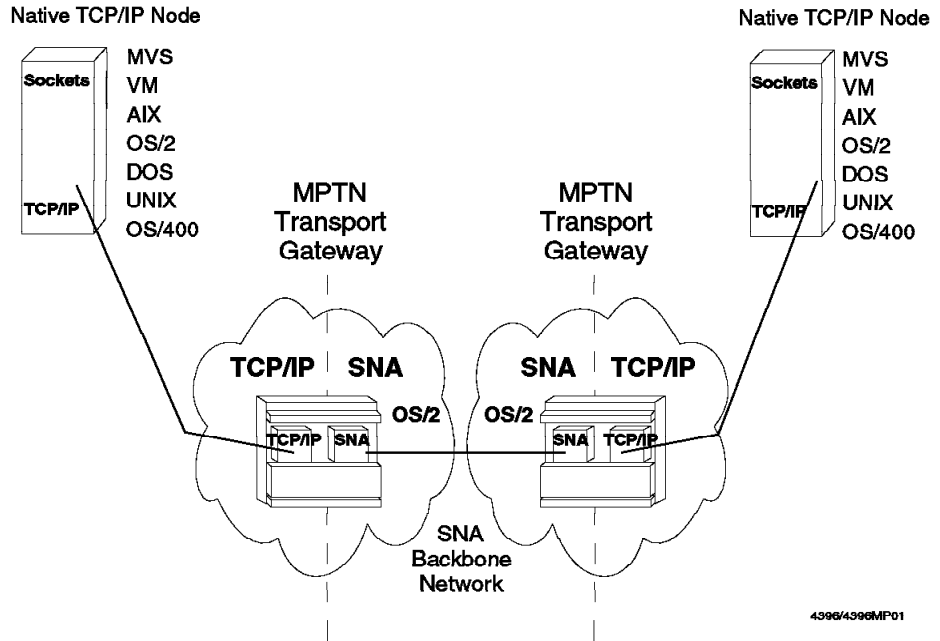 Native TCP/IP Node
Native TCP/IP Node
Sockets
MVS
VM
AIX
OS/2
DOS
UNIX
OS/400
TCP/IP
Sockets
MVS
VM
AIX
OS/2
DOS
UNIX
OS/400
TCP/IP
MPTN
Transport
Gateway
MPTN
Transport
Gateway
TCP/IP SNA
SNA TCP/IP
OS/2
OS/2
TCP/IP SNA
SNA TCP/IP
SNA
Backbone
Network
4396/4396MP01